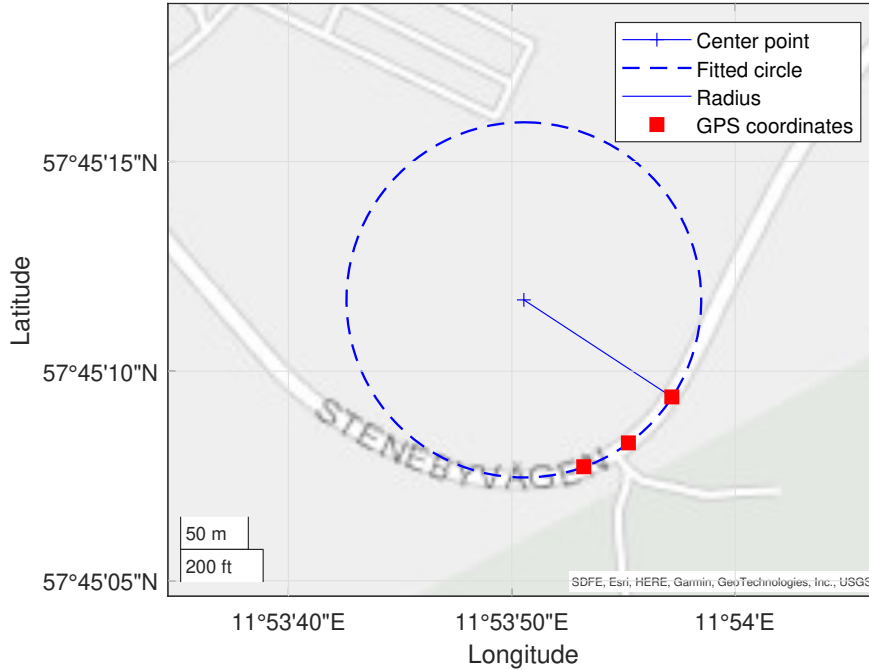 Center point
Fitted circle
Radius
GPS coordinates
57°45'15"N
57°45'10"N
57°45'05"N
Latitude
STENEBYVÄGEN
50 m
200 ft
SDFE, Esri, HERE, Garmin, GeoTechnologies, Inc., USGS
11°53'40"E
11°53'50"E
11°54'E
Longitude